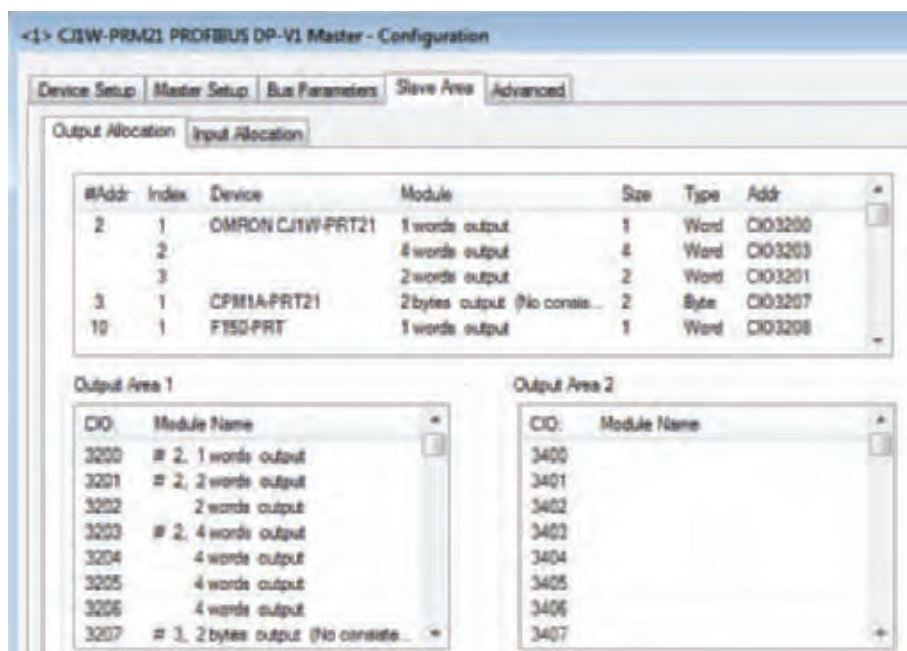 <1> CJ1W-PRM21 PROFIBUS DP-V1 Master - Configuration
Device Setup Master Setup Bus Parameters Slave Area Advanced
Output Allocation Input Allocation
#Addr Index Device Module Size Type Addr
2 1 OMRON CJ1W-PRT21 1 words output 1 Word CIO3200
2 4 words output 4 Word CIO3203
3 2 words output 2 Word CIO3201
3 1 CPM1A-PRT21 2 bytes output (No consis... 2 Byte CIO3207
10 1 F150-PRT 1 words output 1 Word CIO3208
Output Area 1 Output Area 2
CIO: Module Name CIO: Module Name
3200 # 2, 1 words output 3400
3201 # 2, 2 words output 3401
3202 2 words output 3402
3203 # 2, 4 words output 3403
3204 4 words output 3404
3205 4 words output 3405
3206 4 words output 3406
3207 # 3, 2 bytes output (No consiste... 3407